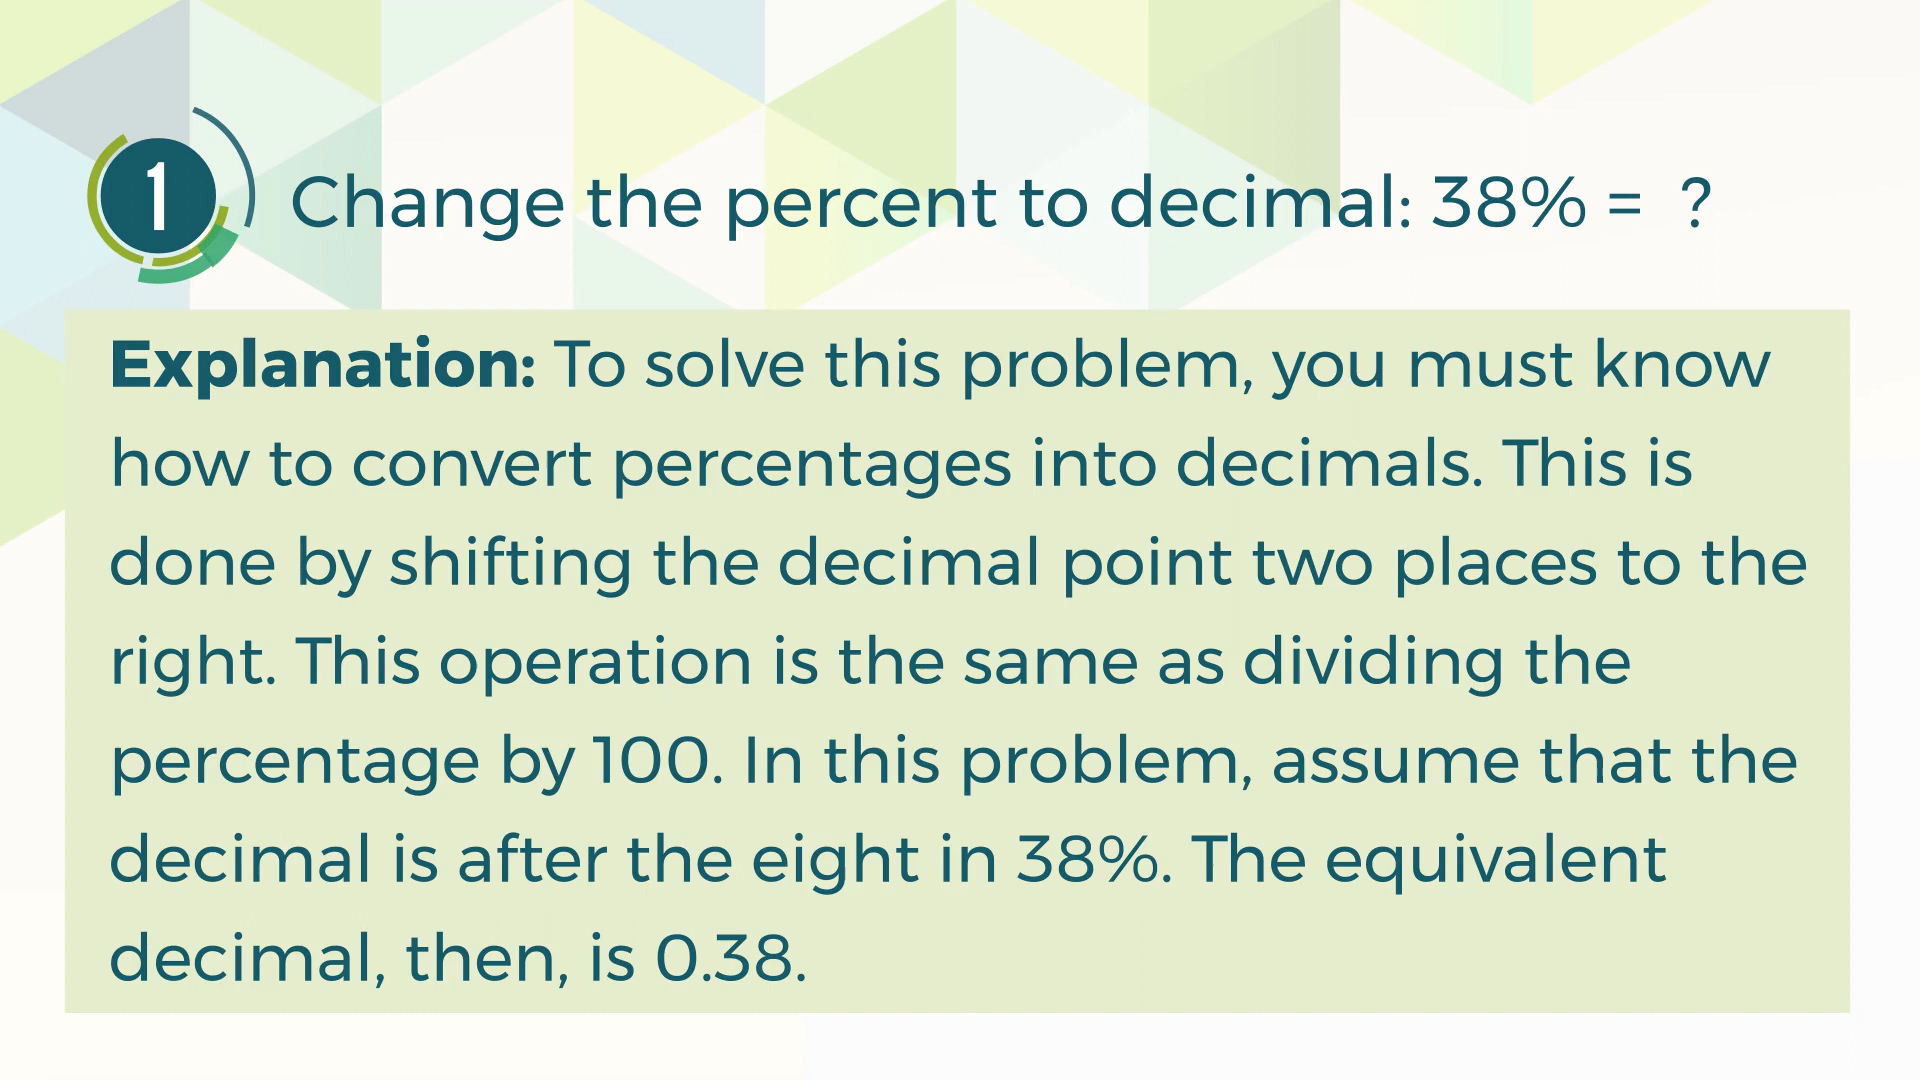 1 Change the percent to decimal: 38% = ?
Explanation: To solve this problem, you must know
how to convert percentages into decimals. This is
done by shifting the decimal point two places to the
right. This operation is the same as dividing the
percentage by 100. In this problem, assume that the
decimal is after the eight in 38%. The equivalent
decimal, then, is 0.38.